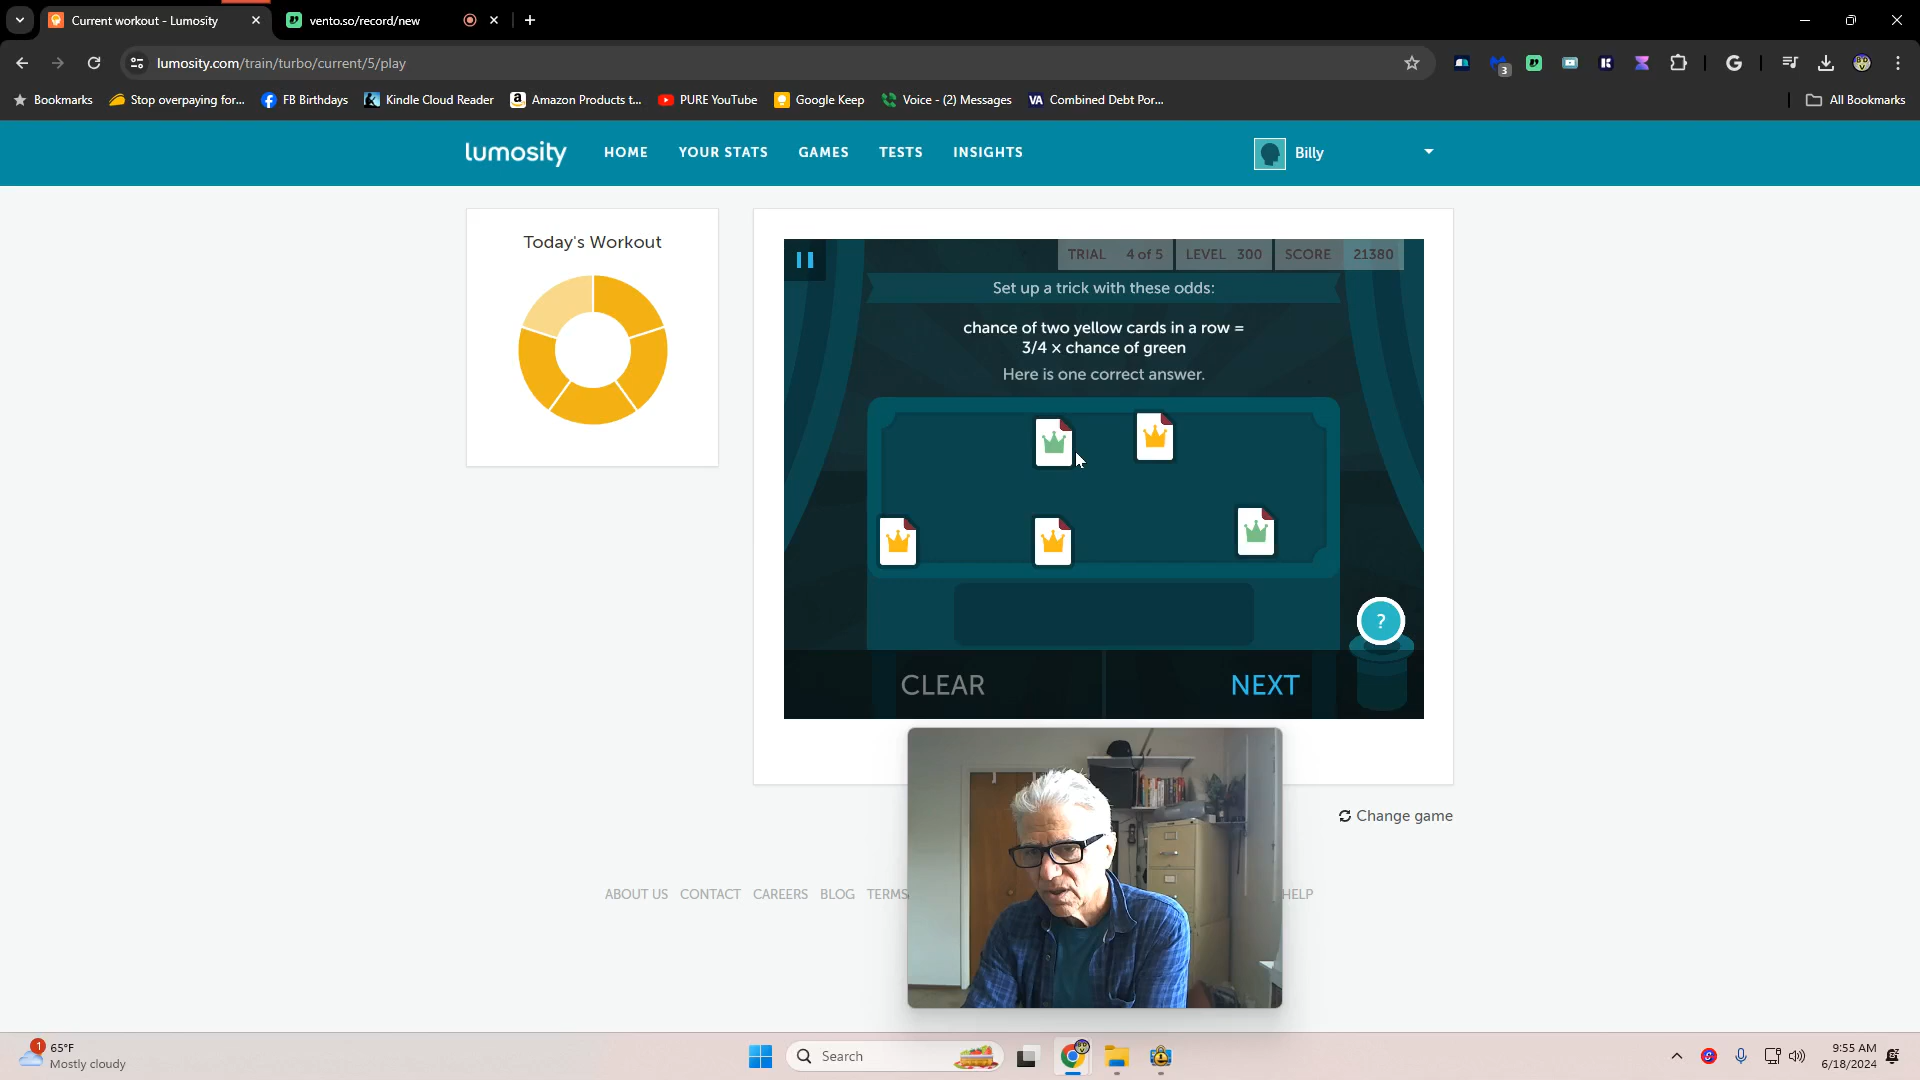 Current workout - Lumosity
vento.so/record/new
lumosity.com/train/turbo/current/5/play
3
Bookmarks
Stop overpaying for...
FB Birthdays
Kindle Cloud Reader
Amazon Products t...
PURE YouTube
Google Keep
Voice - (2) Messages
VA Combined Debt Por...
All Bookmarks
lumosity
HOME
YOUR STATS
GAMES
TESTS
INSIGHTS
Billy
Today's Workout
TRIAL 4 of 5
LEVEL 300
SCORE 21380
Set up a trick with these odds:
chance of two yellow cards in a row =
3/4 x chance of green
Here is one correct answer.
?
CLEAR
NEXT
Change game
ABOUT US
CONTACT
CAREERS
BLOG
TERMS
HELP
1
65°F
Mostly cloudy
Search
9:55 AM
6/18/2024